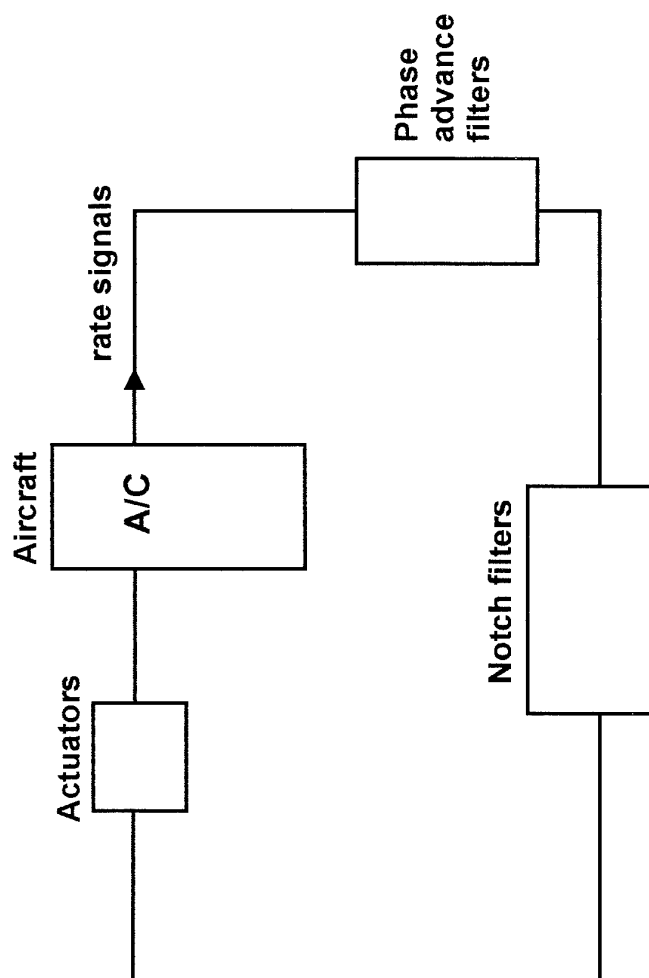 Actuators
Aircraft
A/C
rate signals
Phase
advance
filters
Notch filters